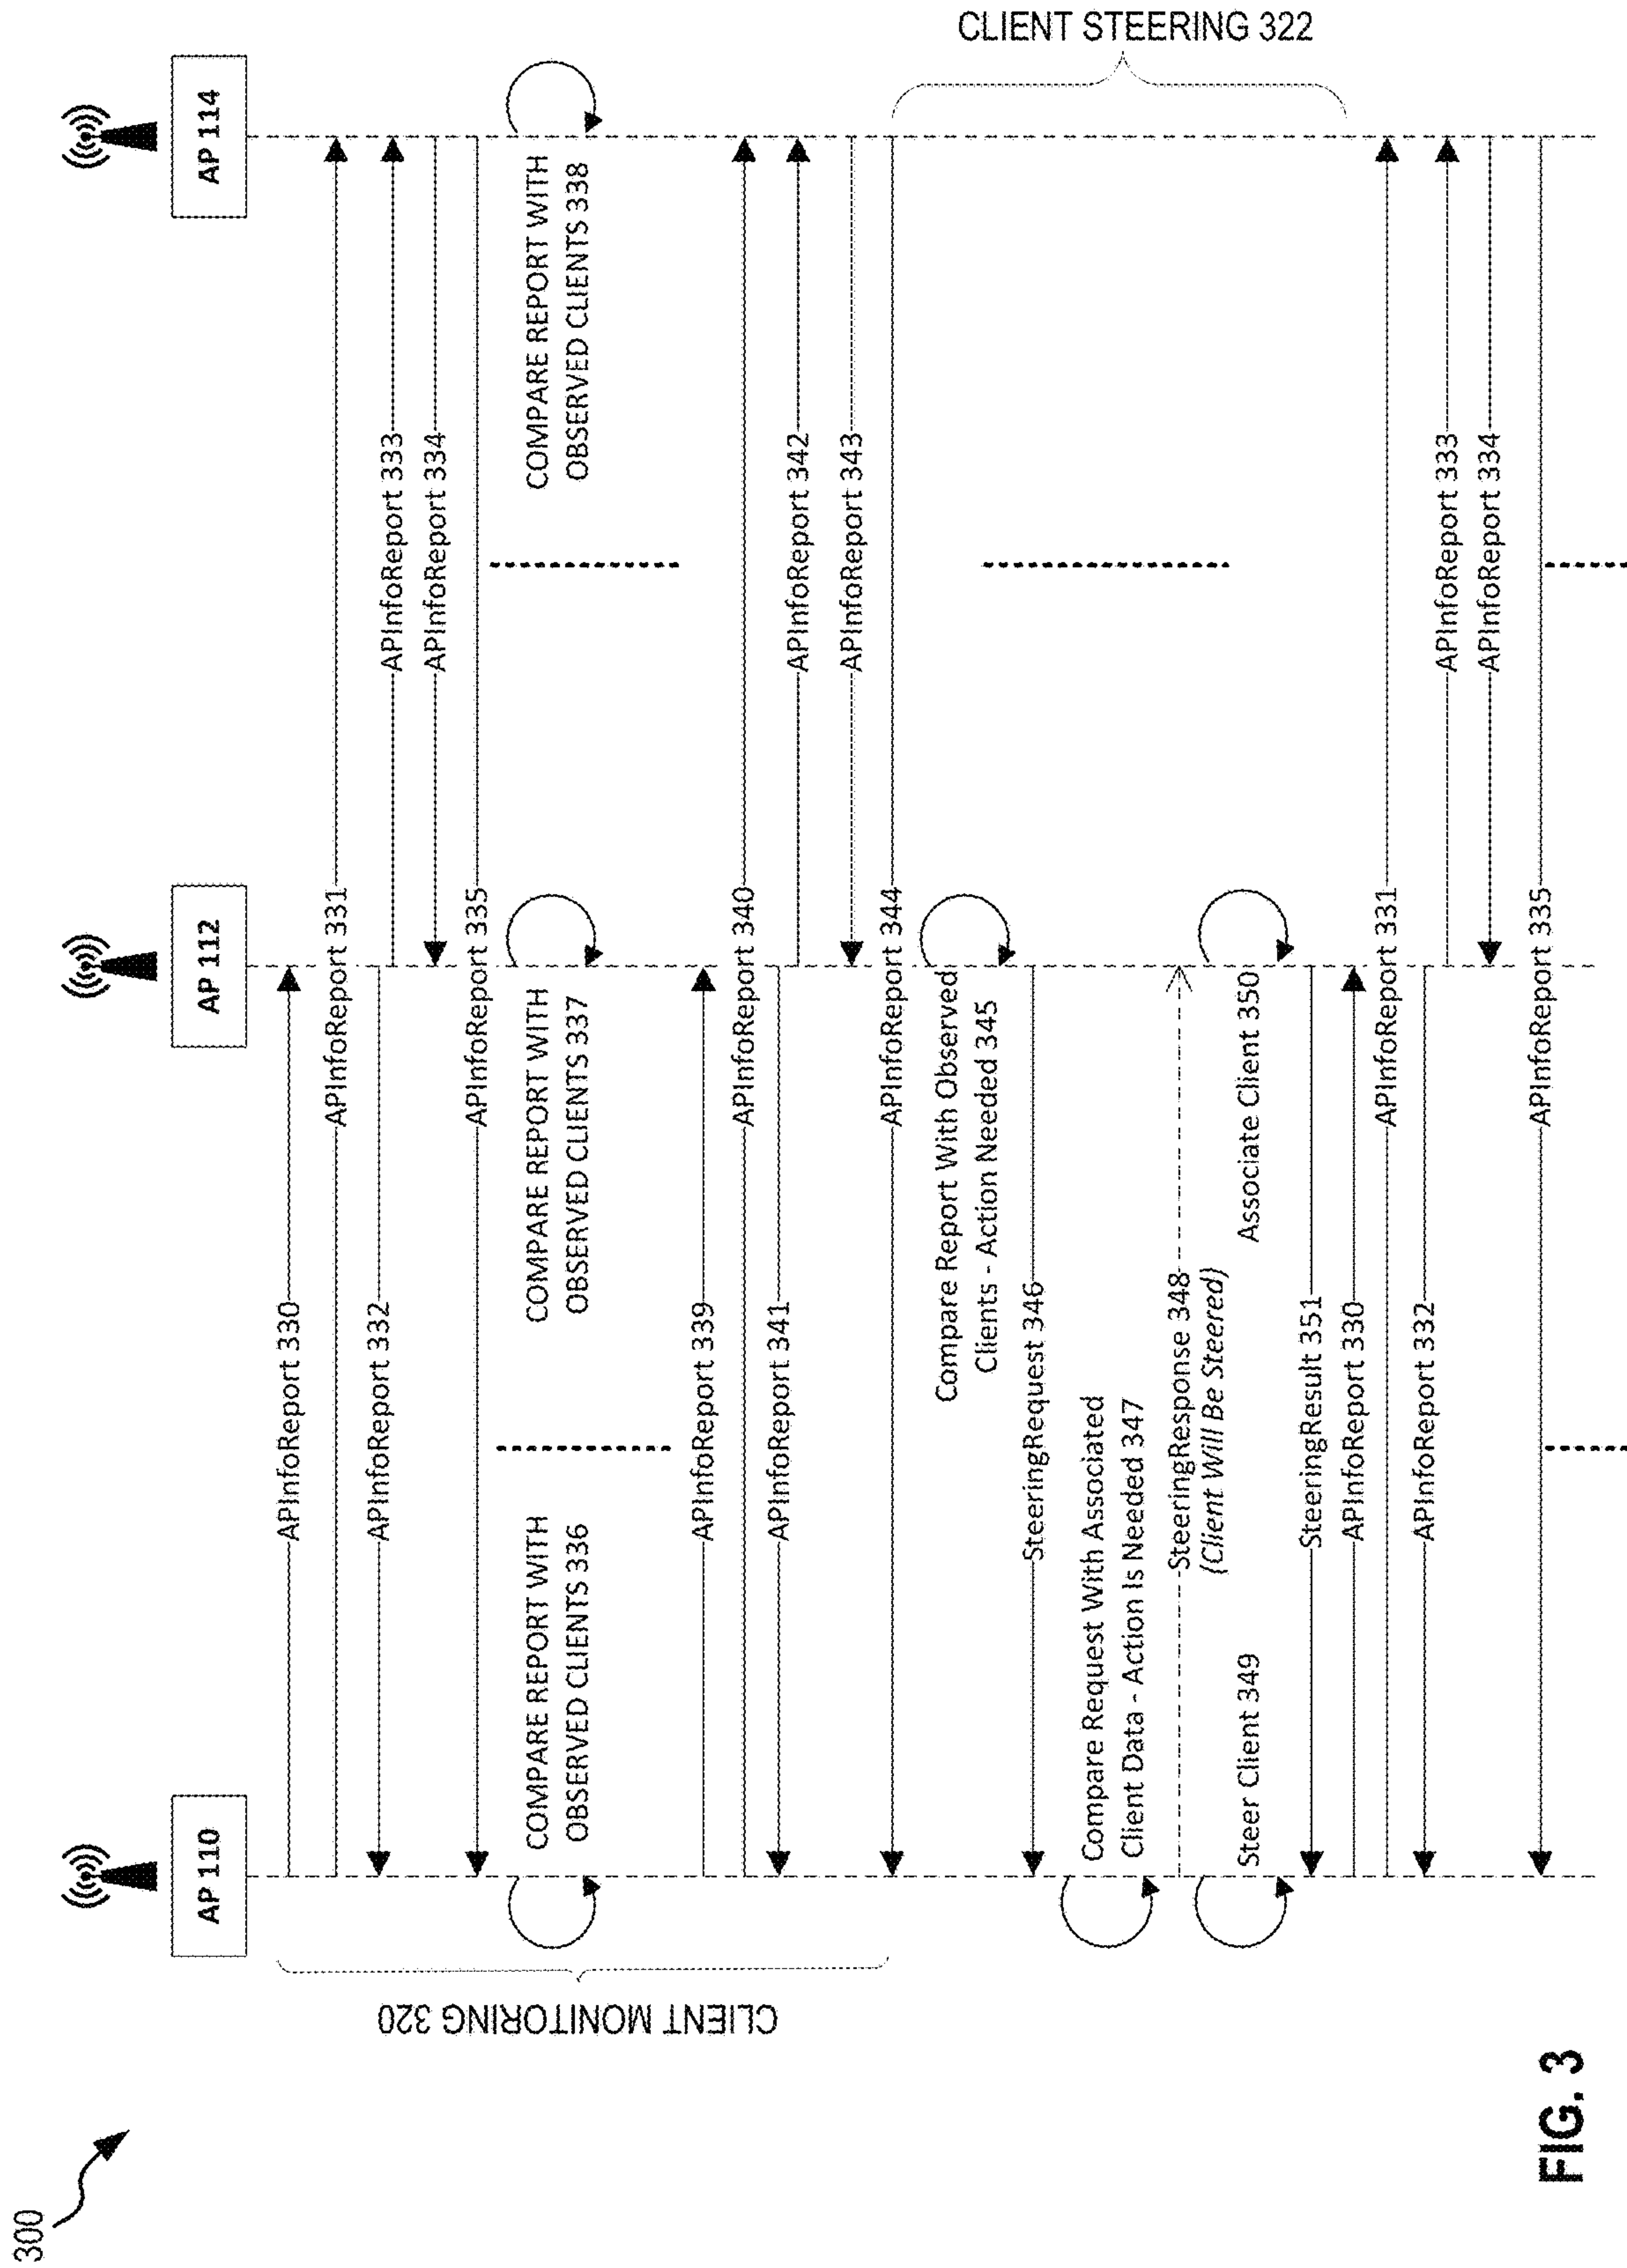 300
AP 110
AP 112
AP 114
APInfoReport 330
APInfoReport 331
APInfoReport 332
APInfoReport 333
APInfoReport 334
APInfoReport 335
COMPARE REPORT WITH
OBSERVED CLIENTS 336
COMPARE REPORT WITH
OBSERVED CLIENTS 337
COMPARE REPORT WITH
OBSERVED CLIENTS 338
CLIENT MONITORING 320
APInfoReport 339
APInfoReport 340
APInfoReport 341
APInfoReport 342
APInfoReport 343
APInfoReport 344
Compare Report With Observed
Clients - Action Needed 345
SteeringRequest 346
Compare Request With Associated
Client Data - Action Is Needed 347
SteeringResponse 348
(Client Will Be Steered)
Steer Client 349
Associate Client 350
CLIENT STEERING 322
SteeringResult 351
APInfoReport 330
APInfoReport 331
APInfoReport 332
APInfoReport 333
APInfoReport 334
APInfoReport 335
FIG. 3